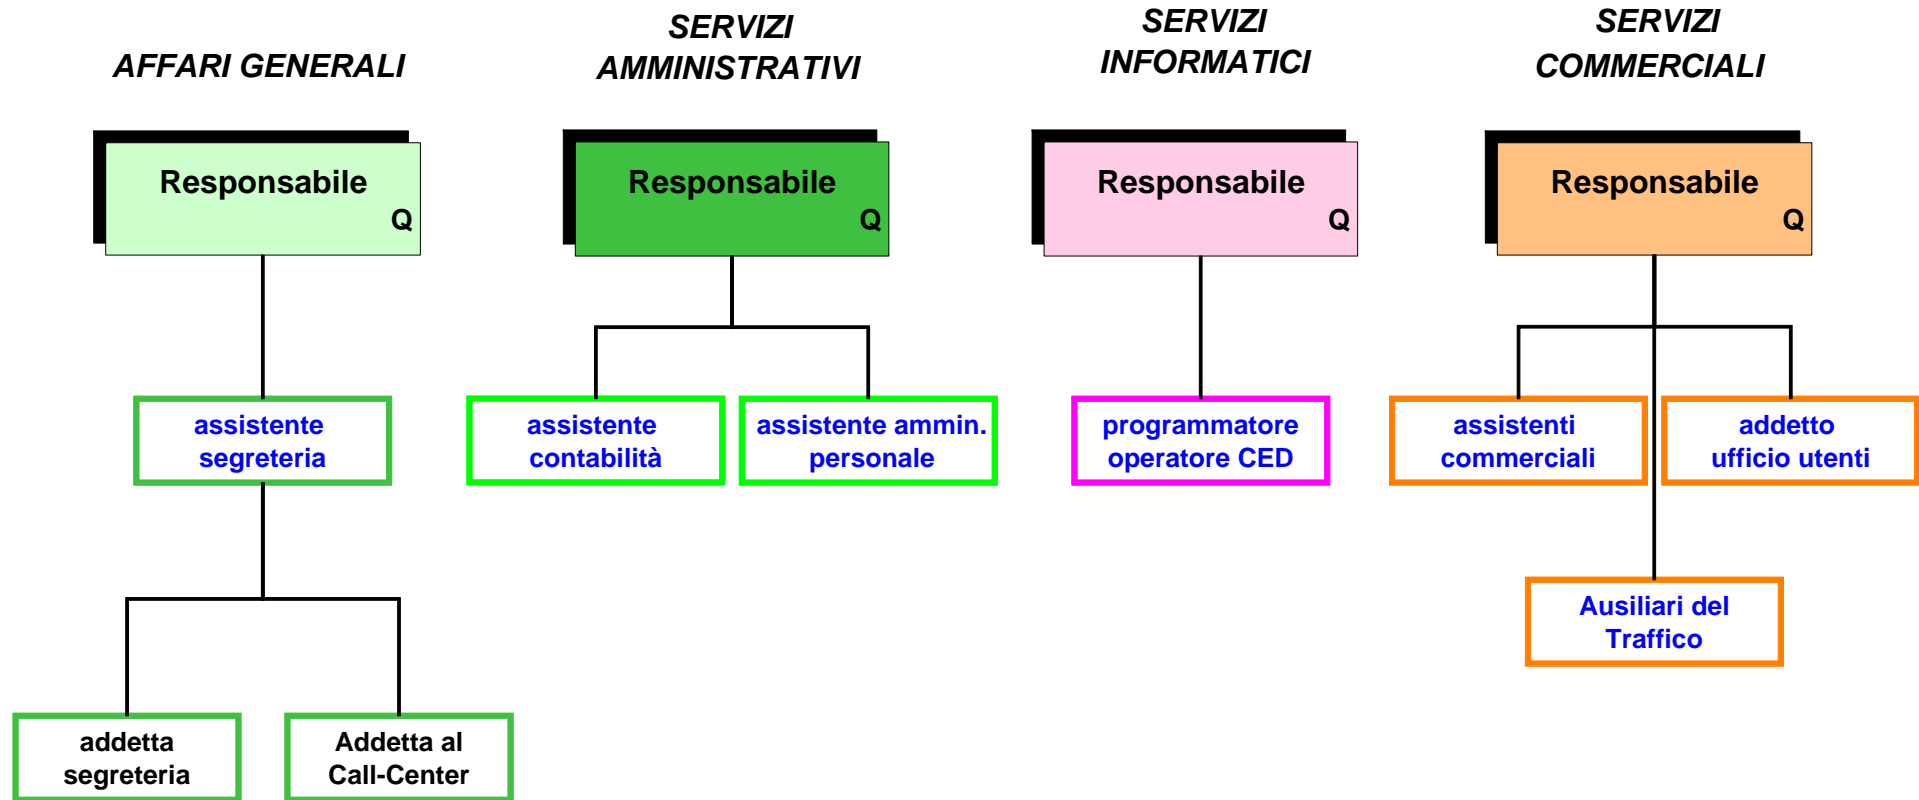 AFFARI GENERALI
SERVIZI
AMMINISTRATIVI
SERVIZI
INFORMATICI
SERVIZI
COMMERCIALI
Responsabile
Q
Responsabile
Q
Responsabile
Q
Responsabile
Q
assistente
segreteria
assistente
contabilità
assistente ammin.
personale
programmatore
operatore CED
assistenti
commerciali
addetto
ufficio utenti
Ausiliari del
Traffico
addetta
segreteria
Addetta al
Call-Center